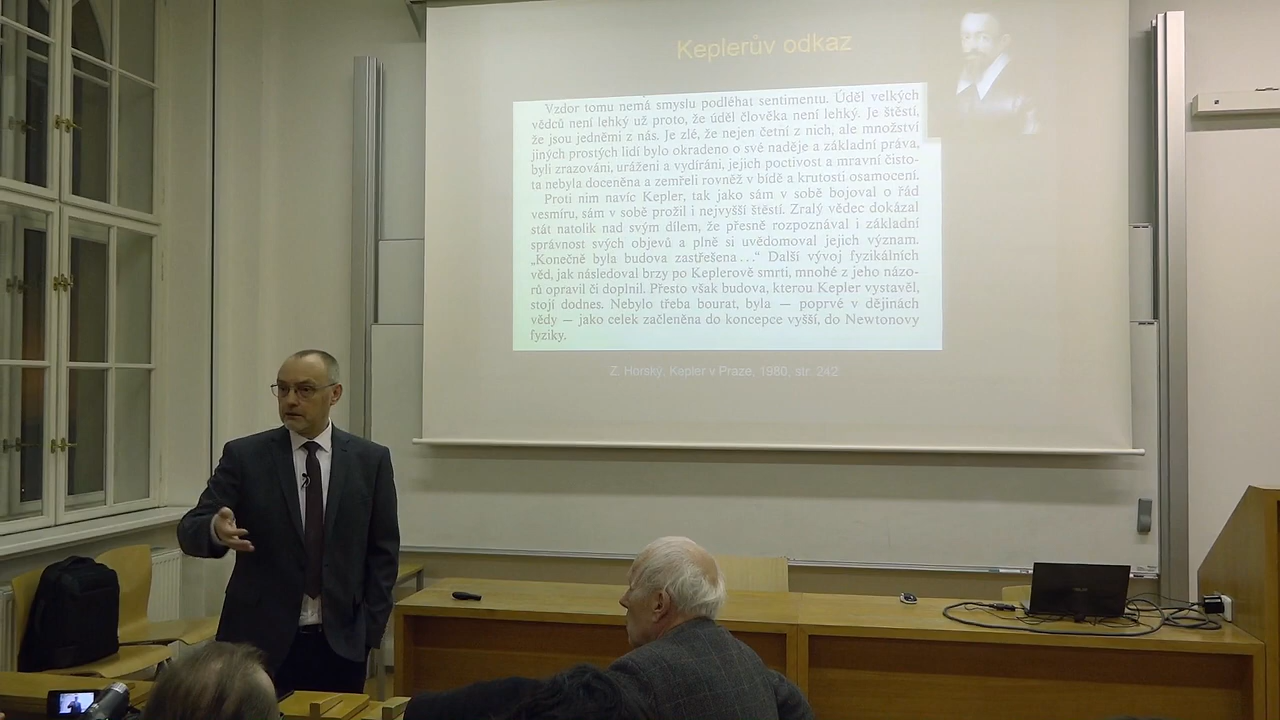 Keplerův odkaz
Vzdor tomu nemá smyslu podléhat sentimentu. Úděl velkých
vědců není lehký už proto, že úděl člověka není lehký. Je štěstí,
že jsou jedněmi z nás. Je zlé, že nejen četní z nich, ale množství
jiných prostých lidí bylo okradeno o své naděje a základní práva,
byli zrazováni, uráženi a vydíráni, jejich poctivost a mravní čisto-
ta nebyla doceněna a zemřeli rovněž v bídě a krutosti osamocení.
Proti nim navíc Kepler, tak jako sám v sobě bojoval o řád
vesmíru, sám v sobě prožil i nejvyšší štěstí. Zralý vědec dokázal
stát natolik nad svým dílem, že přesně rozpoznával i základní
správnost svých objevů a plně si uvědomoval jejich význam.
„Konečně byla budova zastřešena...“ Další vývoj fyzikálních
věd, jak následoval brzy po Keplerově smrti, mnohé z jeho názo-
rů opravil či doplnil. Přesto však budova, kterou Kepler vystavěl,
stojí dodnes. Nebylo třeba bourat, byla — poprvé v dějinách
vědy — jako celek začleněna do koncepce vyšší, do Newtonovy
fyziky.
Z. Horský: Kepler v Praze, 1980, str. 242